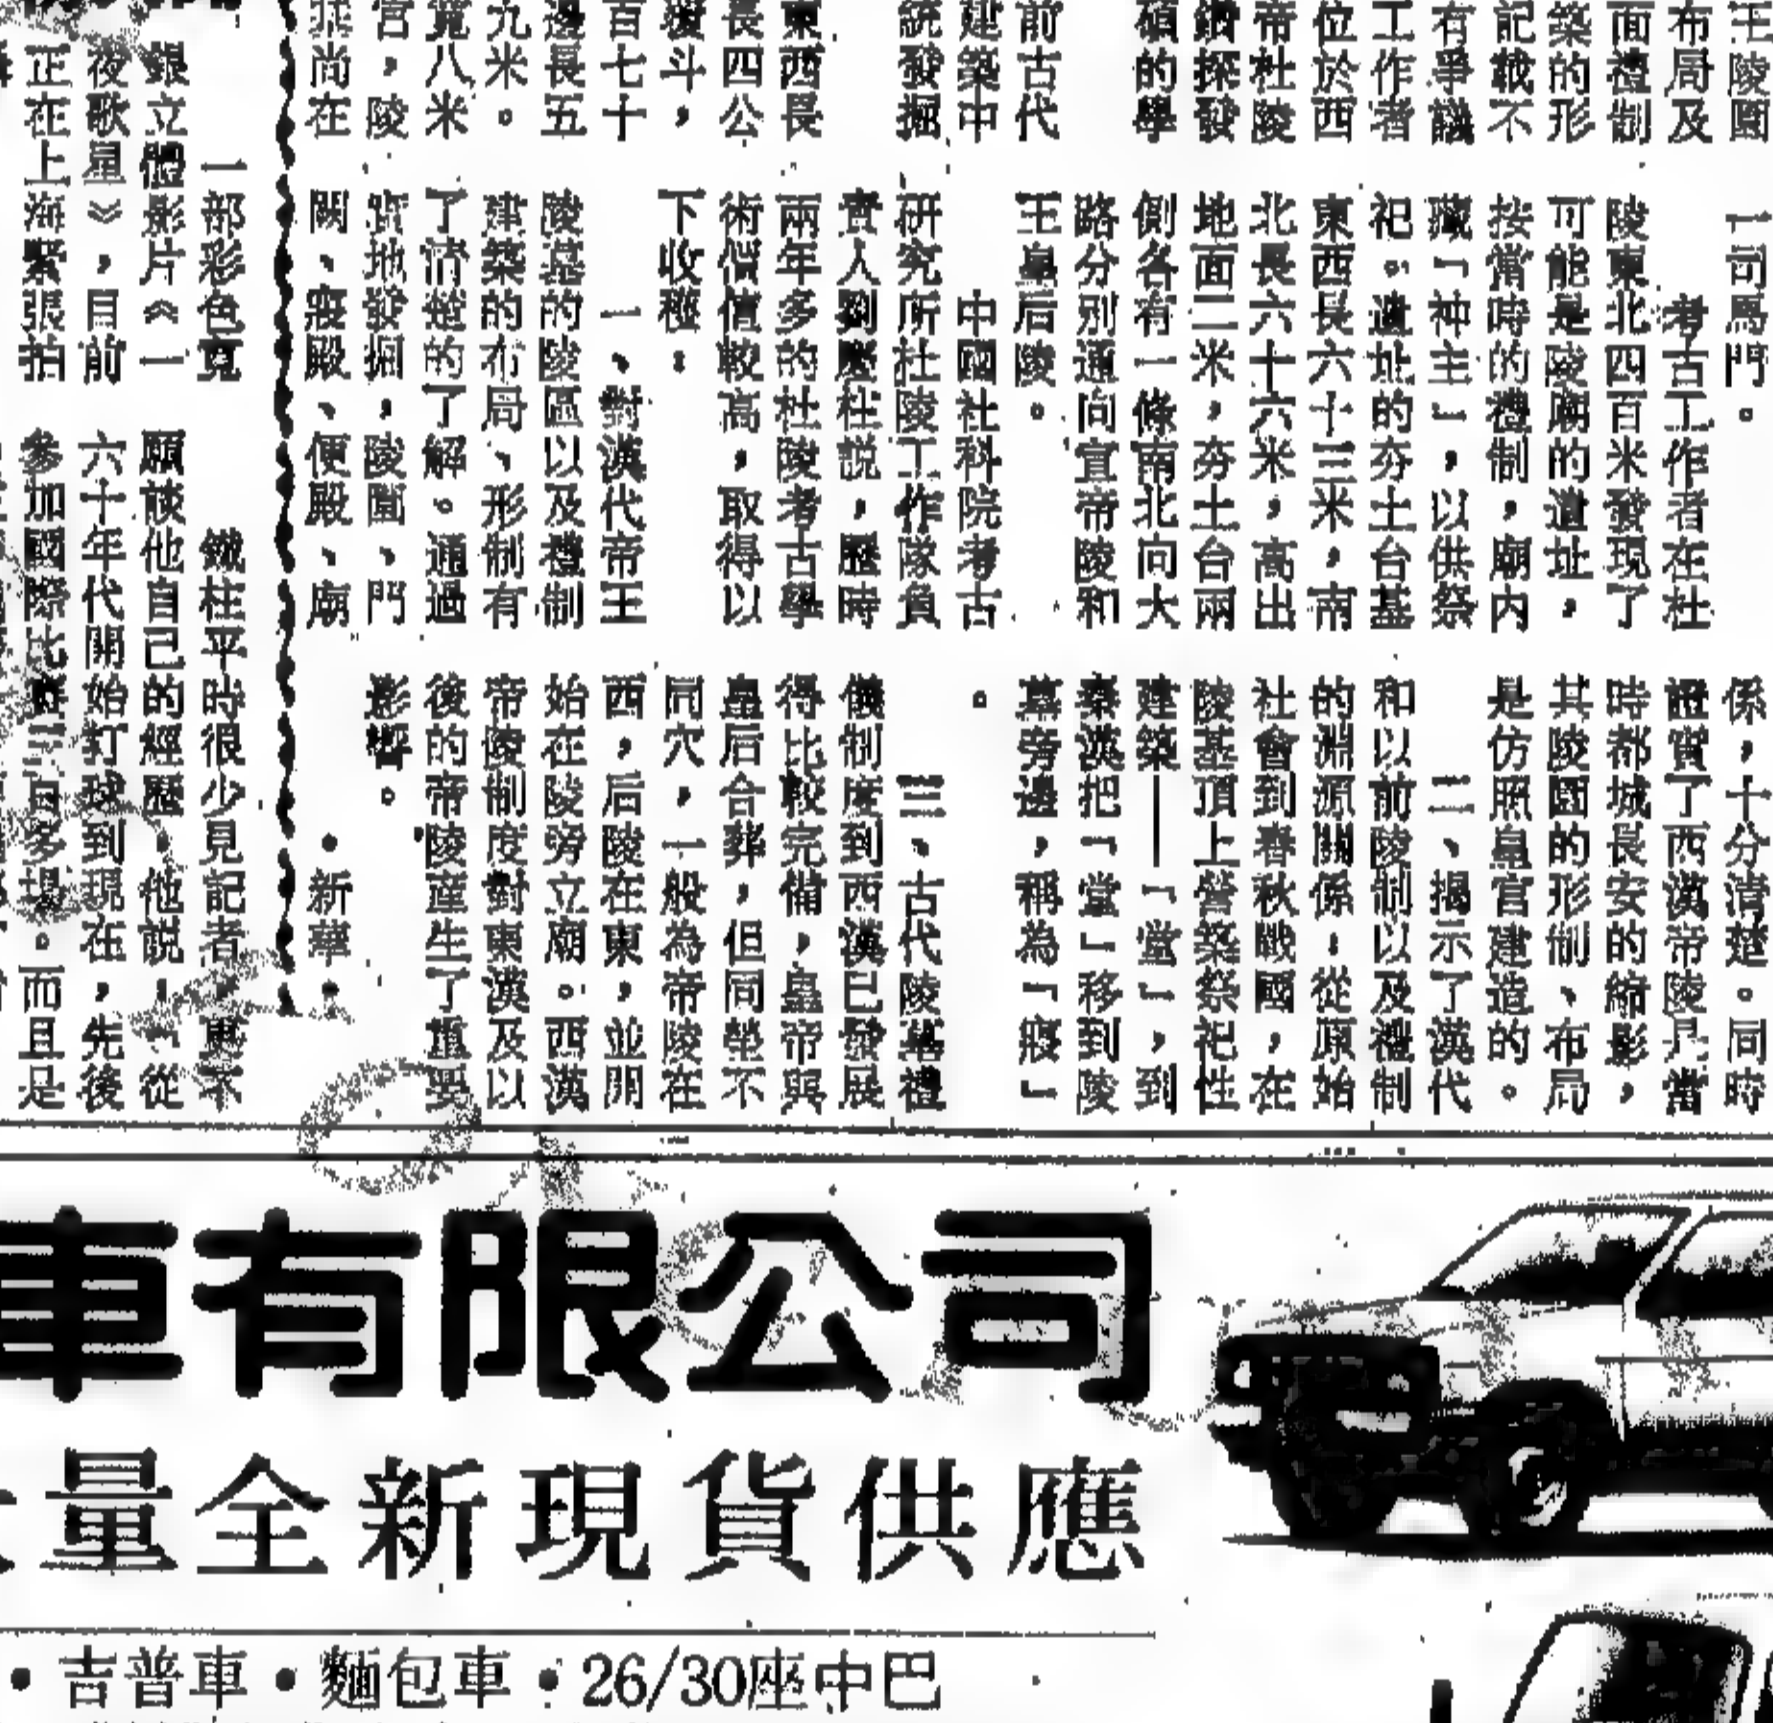 王陵園
布局及
面禮制
築的形
記載不
有爭議
工作者
位於西
帝杜陵
鑽探發
碩的學
前古代
建築中
統發掘
東西長
長四公
覆斗，
百七十
邊長五
九米。
寬八米
宮，陵
尚在
一司馬門。
考古工作者在杜
陵東北四百米發現了
可能是陵廟的遺址，
按當時的禮制，廟內
藏「神主」，以供祭
祀。遺址的夯土台基
東西長六十三米，南
北長六十六米，高出
地面二米，夯土台兩
側各有一條南北向大
路分別通向宣帝陵和
王皇后陵。
中國社科院考古
研究所杜陵工作隊負
責人劉慶柱説，歷時
兩年多的杜陵考古學
術價值較高，取得以
下收穫：
一、對漢代帝王
陵墓的陵區以及禮制
建築的布局、形制有
了清楚的了解。通過
實地發掘，陵園、門
闕、寢殿、便殿、廟
係，十分清楚。同時
證實了西漢帝陵是當
時都城長安的縮影，
其陵園的形制、布局
是仿照皇宮建造的。
二、揭示了漢代
和以前陵制以及禮制
的淵源關係，從原始
社會到春秋戰國，在
陵墓頂上營築祭祀性
建築——「堂」，到
秦漢把「堂」移到陵
墓旁邊，稱為「寢」
。
三、古代陵墓禮
儀制度到西漢已發展
得比較完備，皇帝與
皇后合葬，但同塋不
同穴，一般為帝陵在
西，后陵在東，並開
始在陵旁立廟。西漢
帝陵制度對東漢及以
後的帝陵產生了重要
影響。
•新華•
一部彩色寬
銀立體影片《一
夜歌星》，目前
正在上海緊張拍
鐵柱平時很少見記者，更不
願談他自己的經歷，他説，從
六十年代開始打球到現在，先後
參加國際比賽三百多場。而且是
車有限公司
量全新現貨供應
•吉普車•麵包車•26/30座中巴